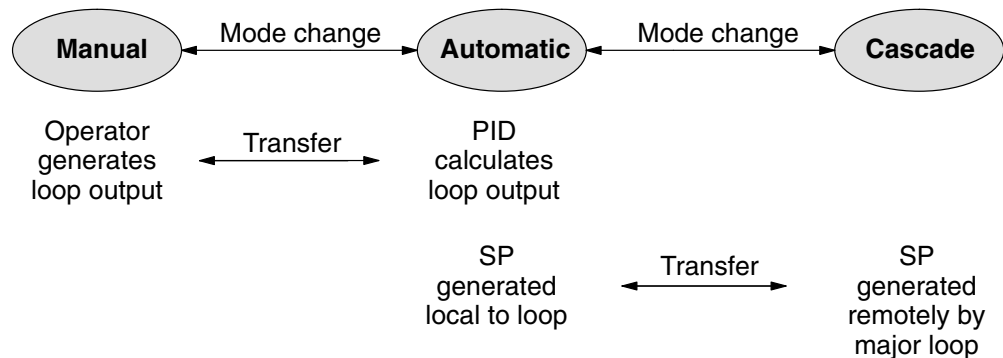 Manual
Mode change
Automatic
Mode change
Cascade
Operator
generates
loop output
Transfer
PID
calculates
loop output
SP
generated
local to loop
Transfer
SP
generated
remotely by
major loop